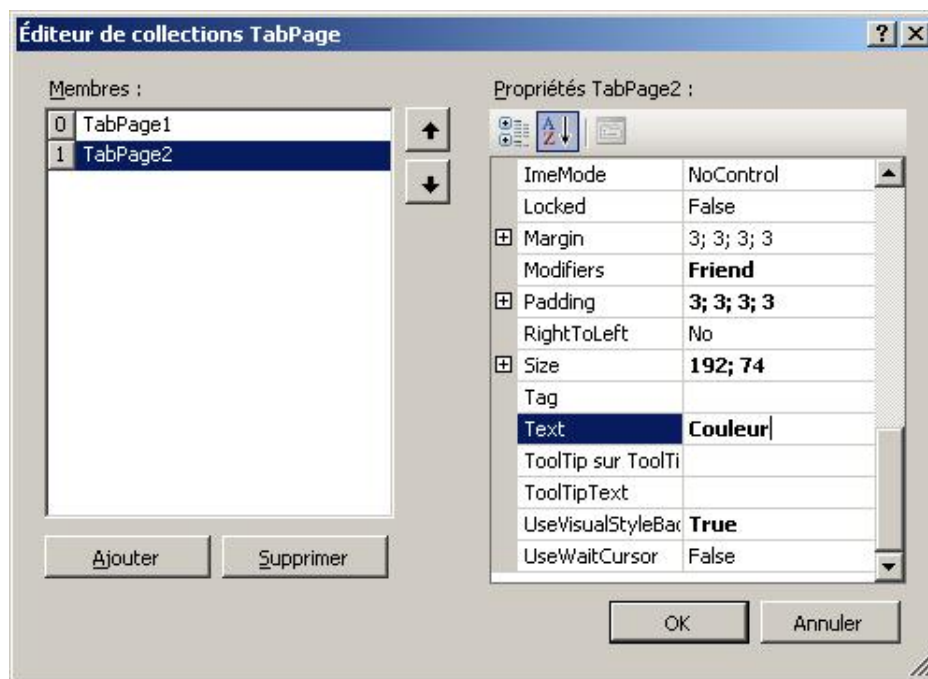 Éditeur de collections TabPage
Membres :
0 TabPage1
1 TabPage2
Ajouter Supprimer
Propriétés TabPage2 :
ImeMode NoControl
Locked False
Margin 3; 3; 3; 3
Modifiers Friend
Padding 3; 3; 3; 3
RightToLeft No
Size 192; 74
Tag
Text Couleur
ToolTip sur ToolTi
ToolTipText
UseVisualStyleBac True
UseWaitCursor False
OK Annuler